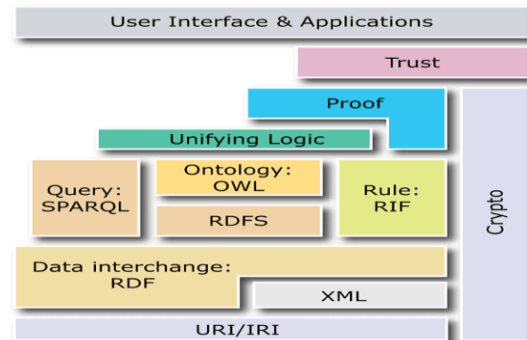 User Interface & Applications
Trust
Proof
Unifying Logic
Query:
SPARQL
Ontology:
OWL
RDFS
Rule:
RIF
Crypto
Data interchange:
RDF
XML
URI/IRI